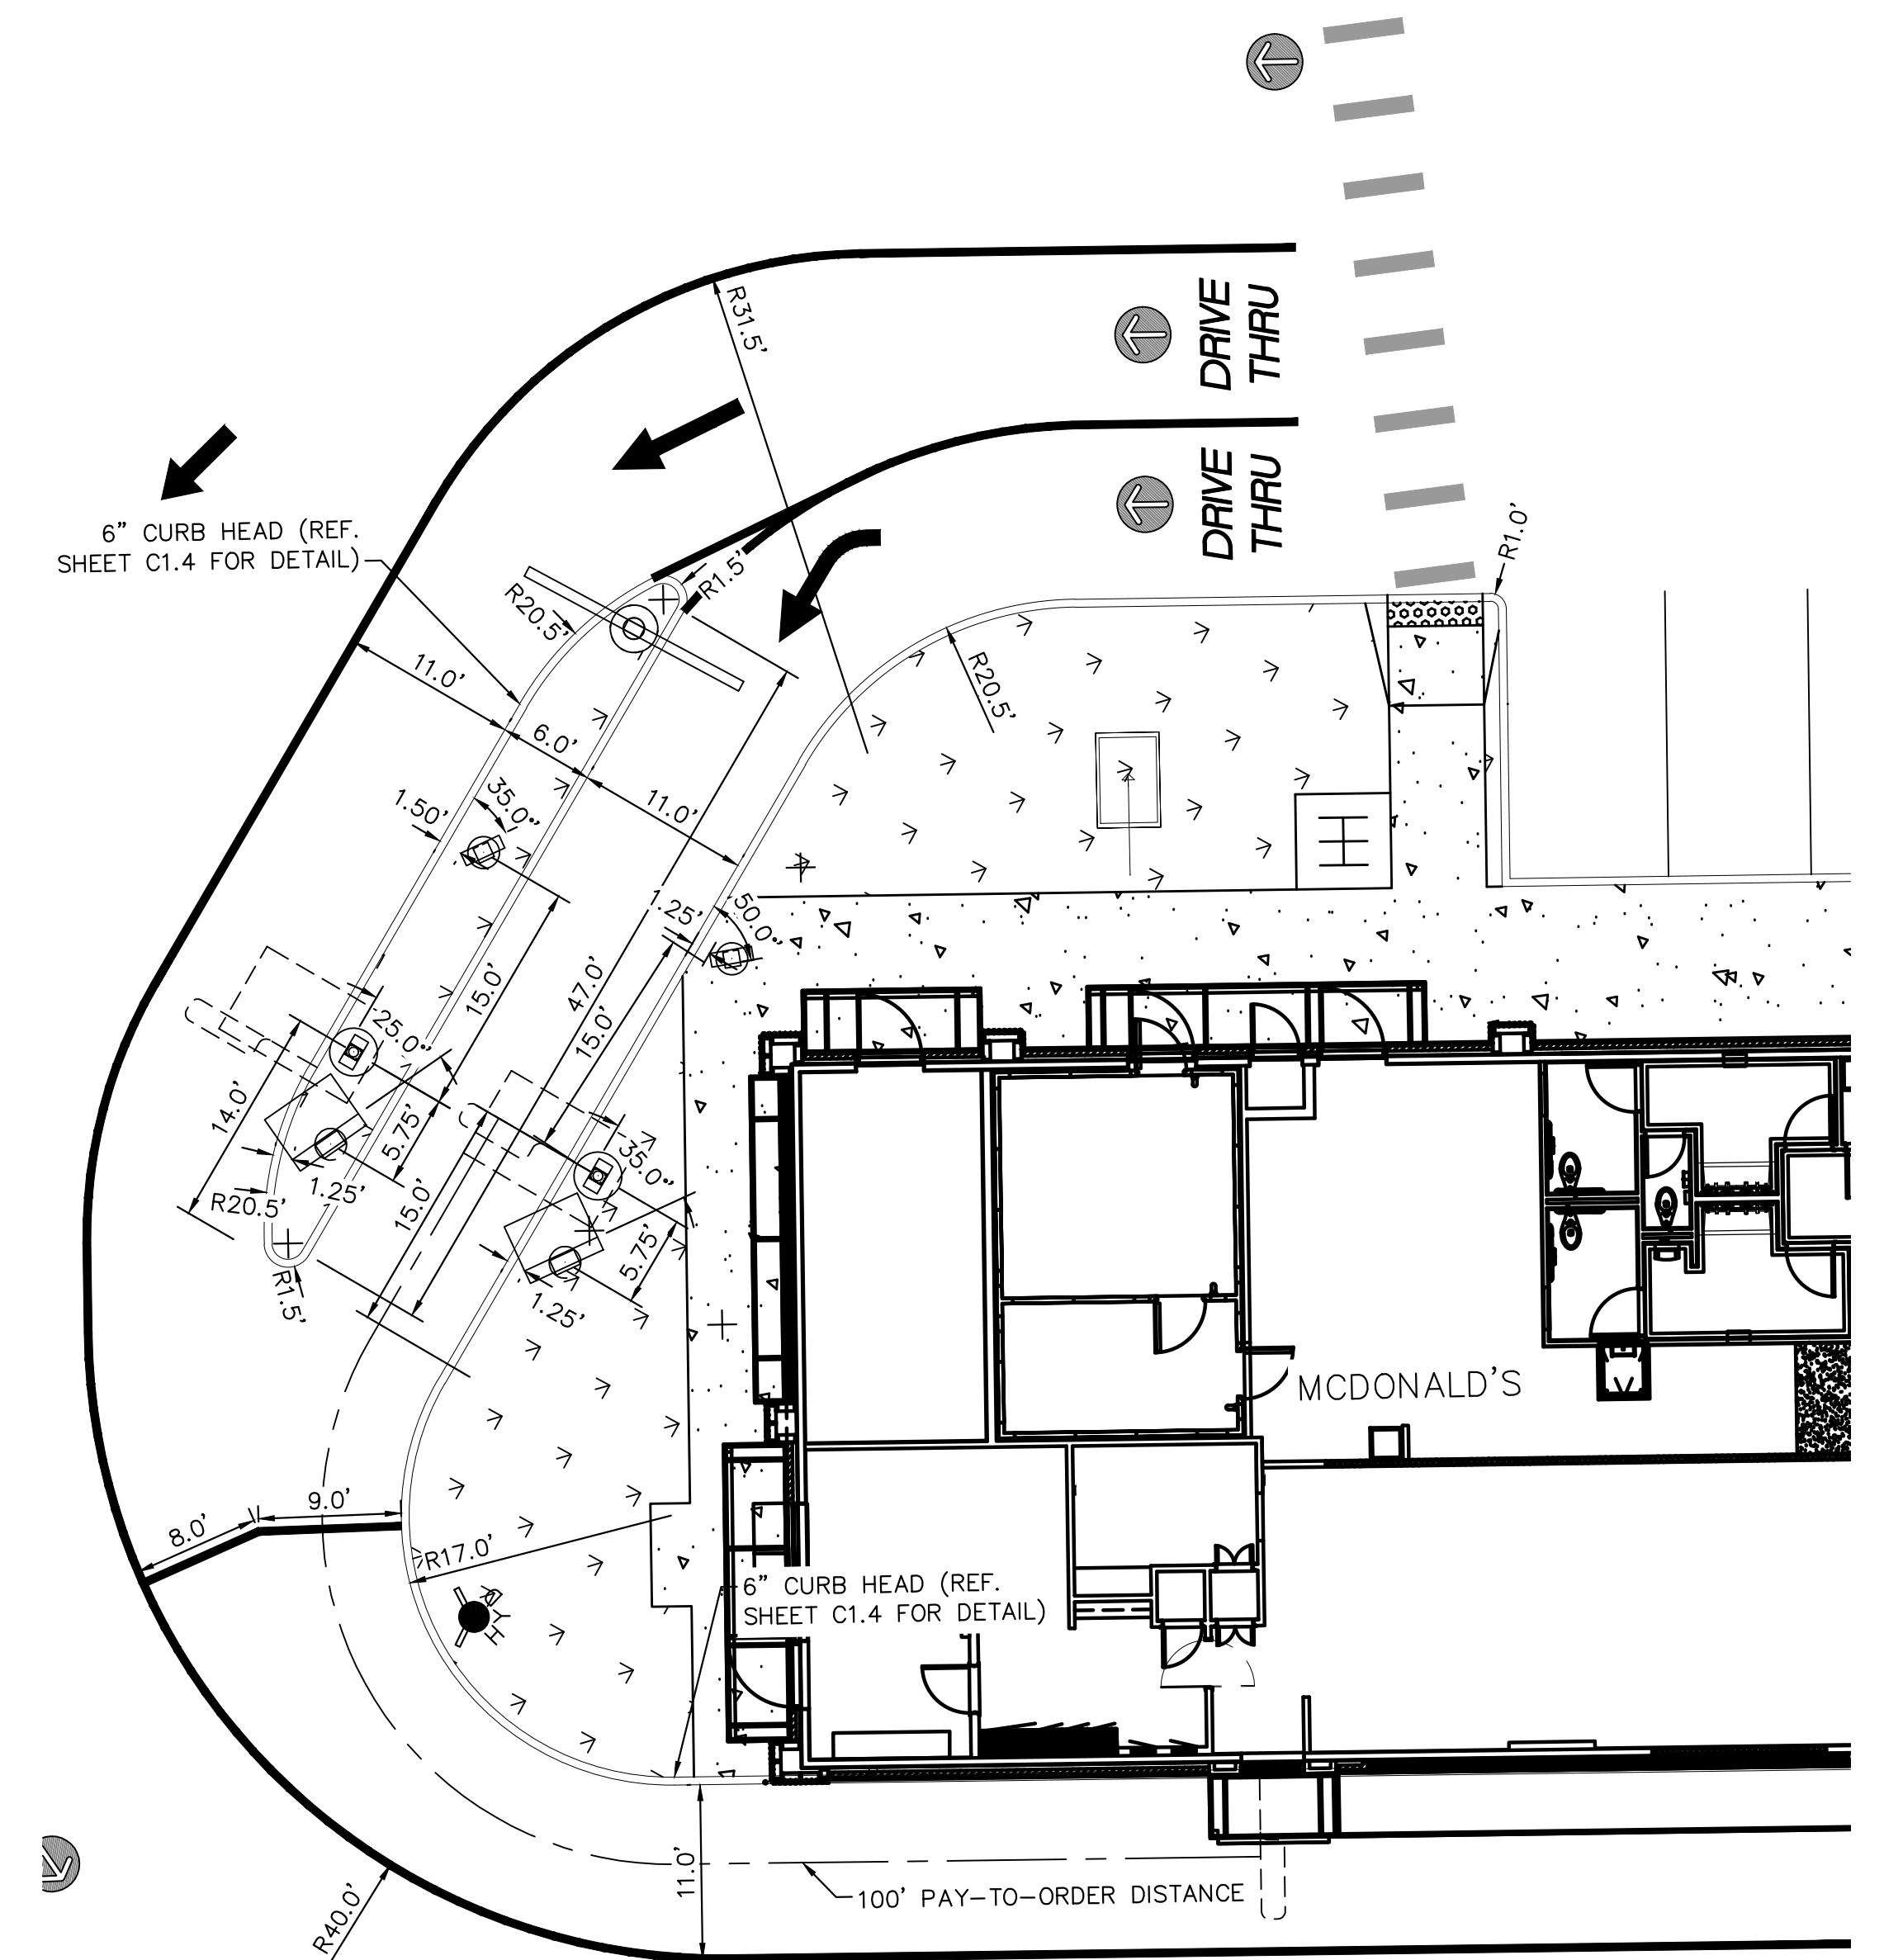 R31.5'
DRIVE
THRU
DRIVE
THRU
6" CURB HEAD (REF.
SHEET C1.4 FOR DETAIL)
R1.0'
R1.5'
R20.5'
R20.5'
11.0'
6.0'
11.0'
1.50'
35.0°
1.25'
50.0°
15.0'
47.0'
15.0'
25.0°
14.0'
5.75'
35.0°
1.25'
R20.5'
15.0'
5.75'
R1.5'
1.25'
MCDONALD'S
9.0'
8.0'
R17.0'
6" CURB HEAD (REF.
SHEET C1.4 FOR DETAIL)
11.0'
100' PAY-TO-ORDER DISTANCE
R40.0'